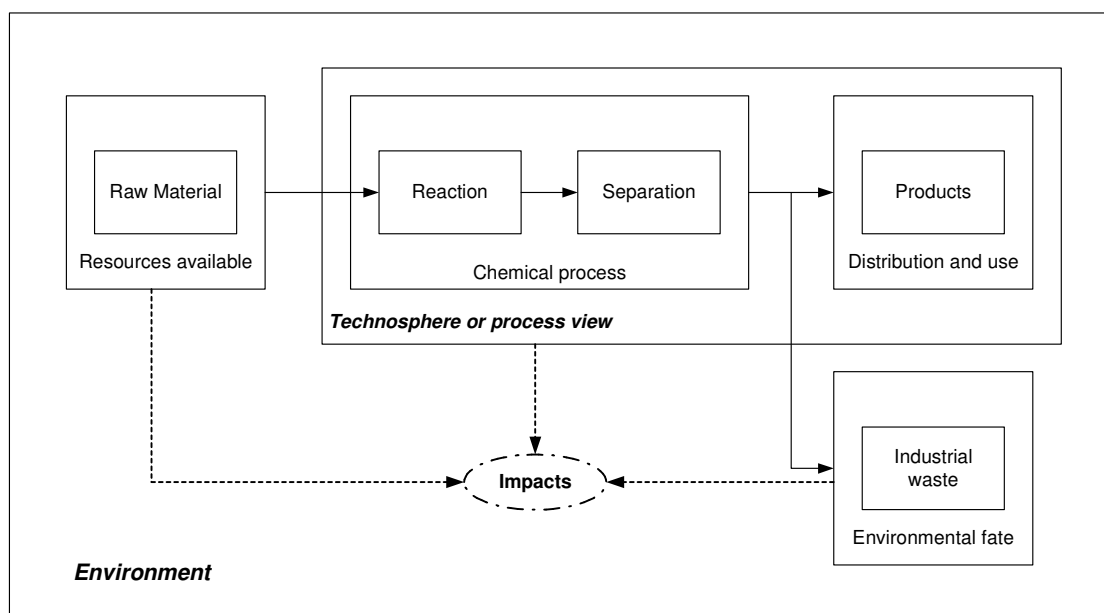 Raw Material
Resources available
Reaction
Separation
Chemical process
Products
Distribution and use
Technosphere or process view
Impacts
Industrial
waste
Environmental fate
Environment